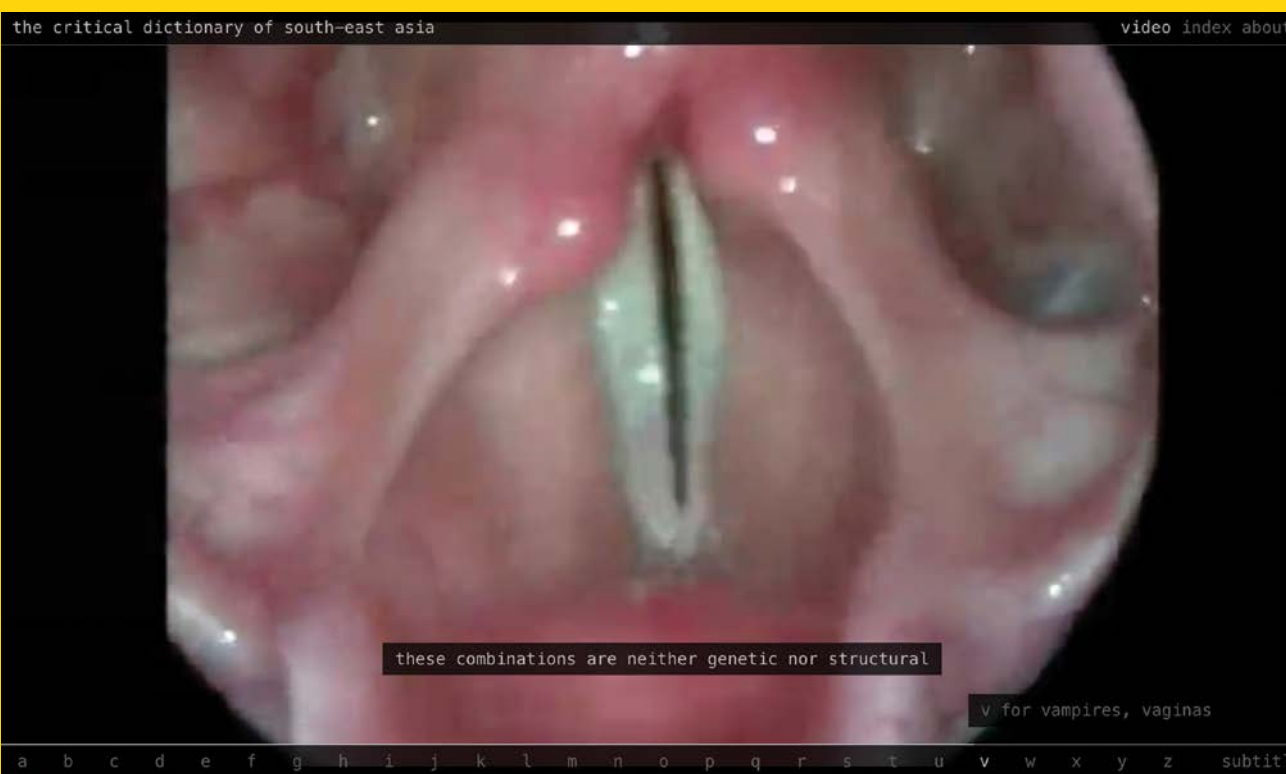 the critical dictionary of south-east asia
video index about
these combinations are neither genetic nor structural
v for vampires, vaginas
a b c d e f g h i j k l m n o p q r s t u v w x y z subtit